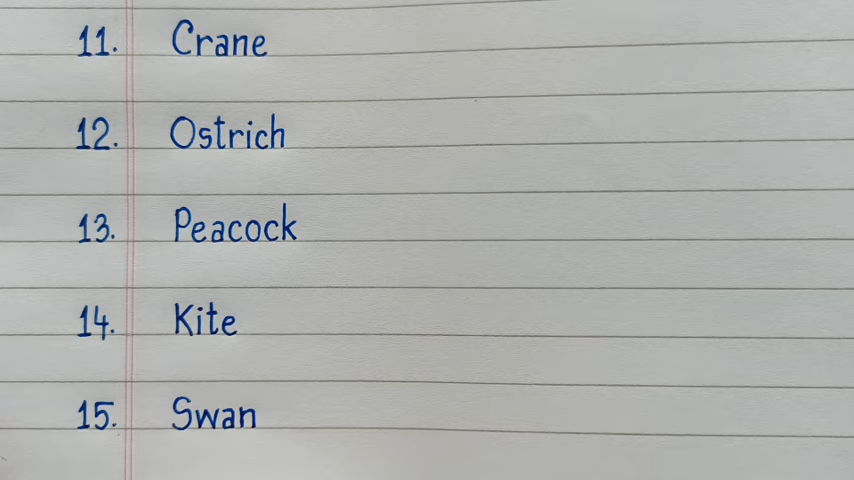 11. Crane
12. Ostrich
13. Peacock
14. Kite
15. Swan